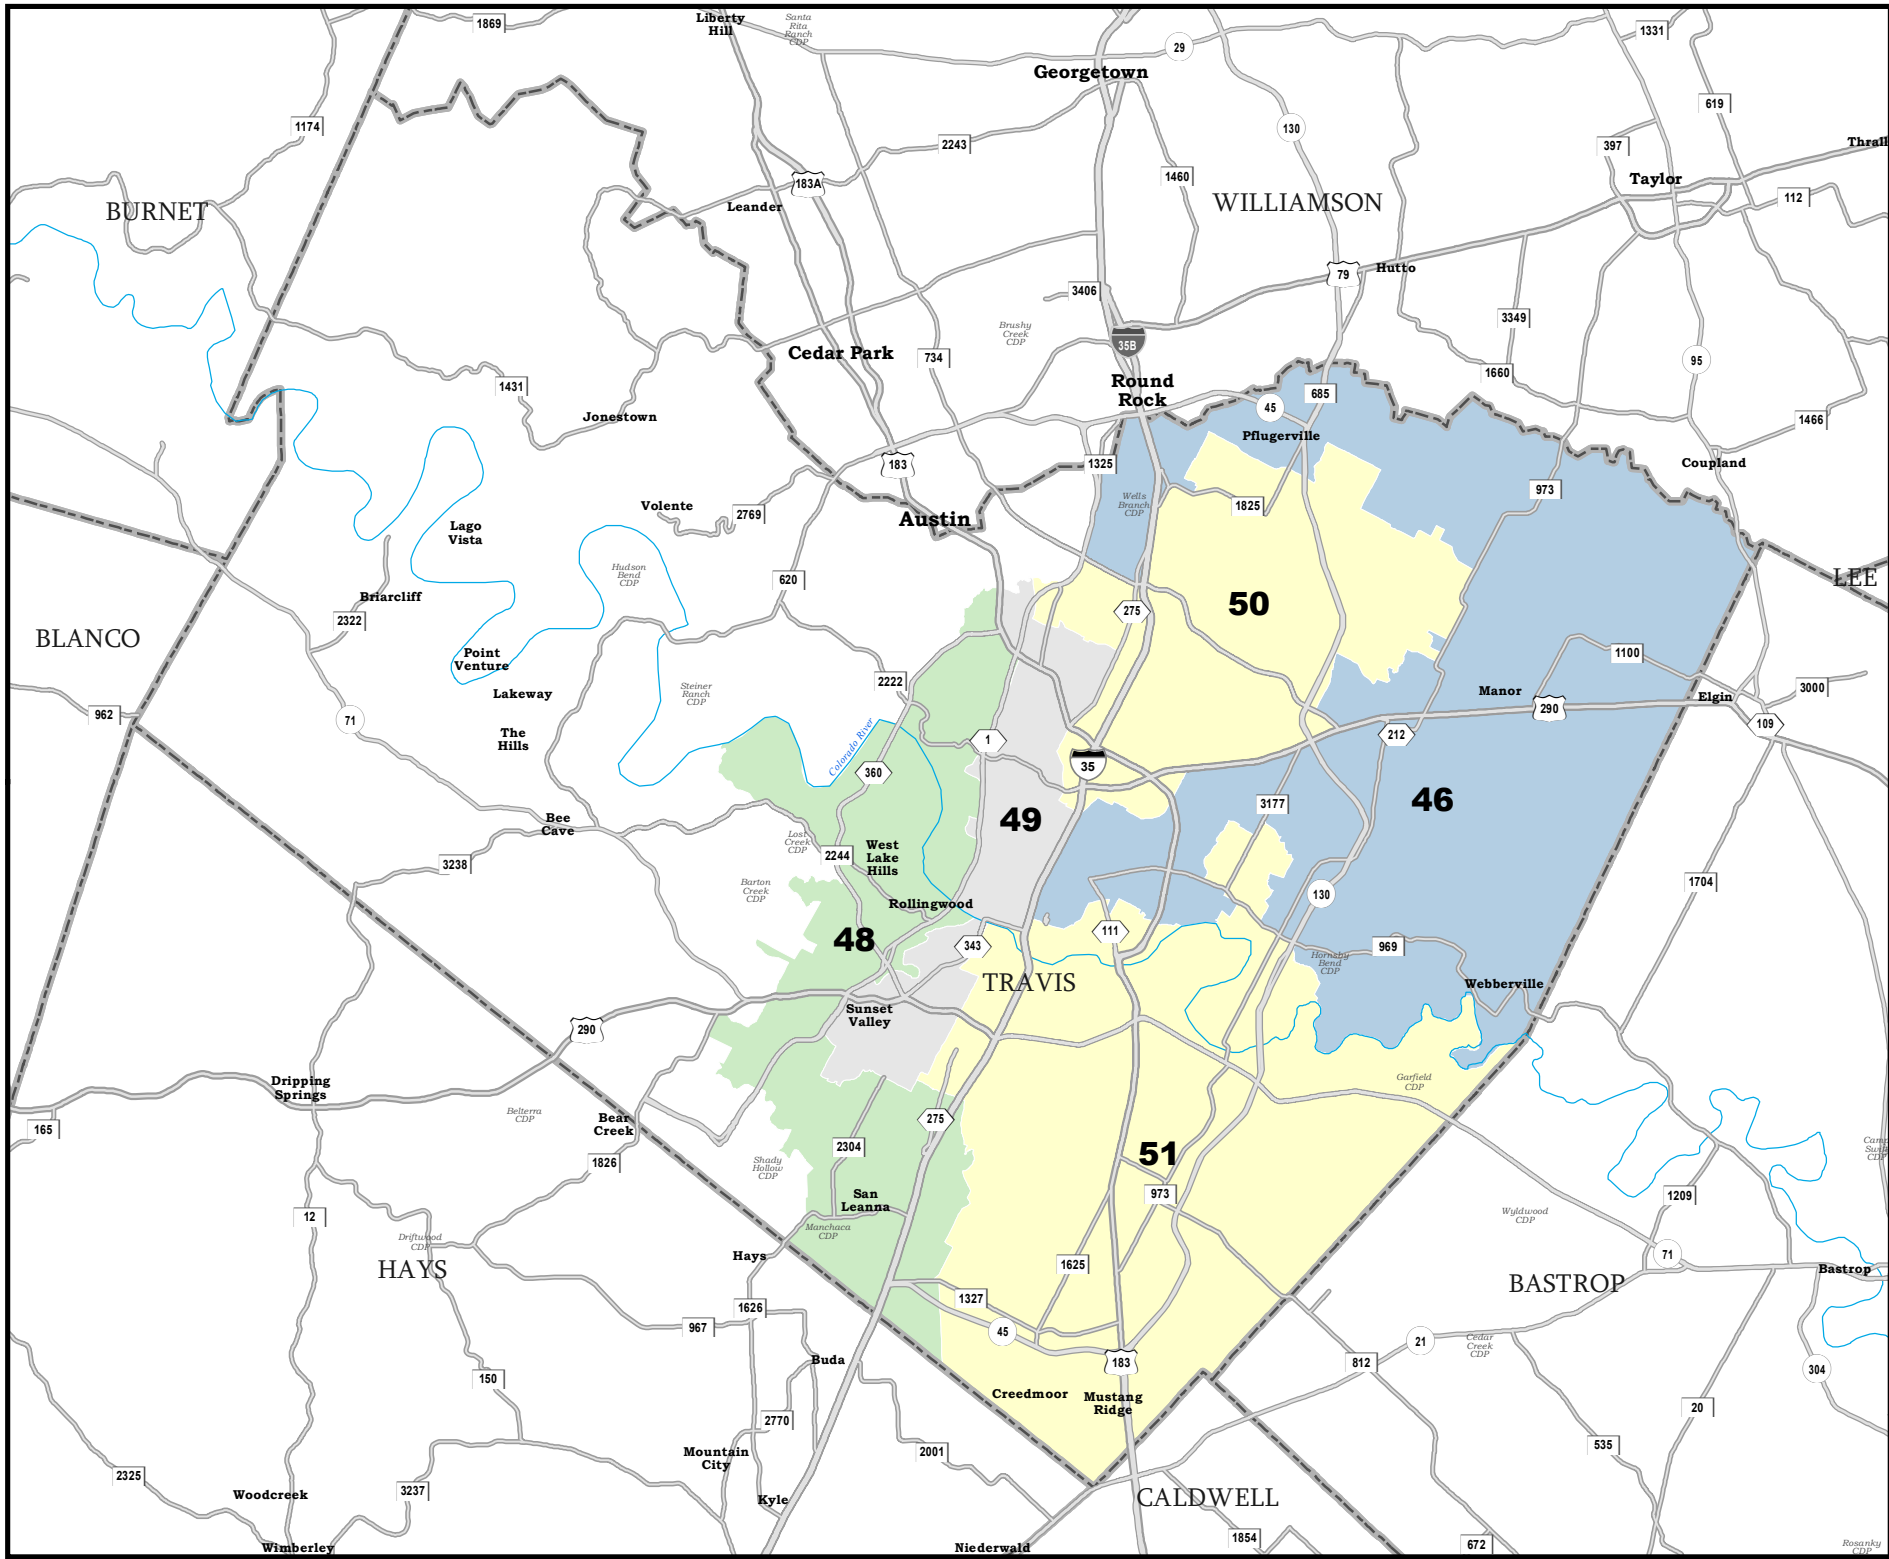 1869
Liberty
Hill
Santa
Rita
Ranch
CDP
29
1331
Georgetown
619
1174
130
397
Thrall
2243
1460
Taylor
183A
112
Leander
BURNET
WILLIAMSON
79
Hutto
3406
3349
Brushy
Creek
CDP
35B
Cedar Park
734
95
1660
1431
Round
Rock
685
45
Jonestown
1466
Pflugerville
183
1325
Coupland
973
Volente
2769
Wells
Branch
CDP
1825
Austin
Lago
Vista
Hudson
Bend
CDP
620
LEE
Briarcliff
2322
275
50
BLANCO
Point
Venture
1100
2222
Steiner
Ranch
CDP
Lakeway
Manor
3000
Elgin
962
71
290
109
The
Hills
1
212
Colorado River
360
35
46
3177
49
Bee
Cave
Lost
Creek
CDP
2244
West
Lake
Hills
3238
1704
Barton
Creek
CDP
130
Rollingwood
48
343
111
969
Hornsby
Bend
CDP
TRAVIS
Webberville
Sunset
Valley
290
Dripping
Springs
Garfield
CDP
Belterra
CDP
Bear
Creek
275
165
2304
Camp
Swift
CDP
51
1826
Shady
Hollow
CDP
973
1209
San
Leanna
12
Wyldwood
CDP
Manchaca
CDP
Driftwood
CDP
Hays
71
HAYS
1625
Bastrop
BASTROP
1327
1626
967
45
21
Cedar
Creek
CDP
Buda
183
812
304
150
Creedmoor
Mustang
Ridge
20
2770
2001
535
Mountain
City
2325
Woodcreek
3237
Kyle
CALDWELL
1854
672
Wimberley
Niederwald
Rosanky
CDP